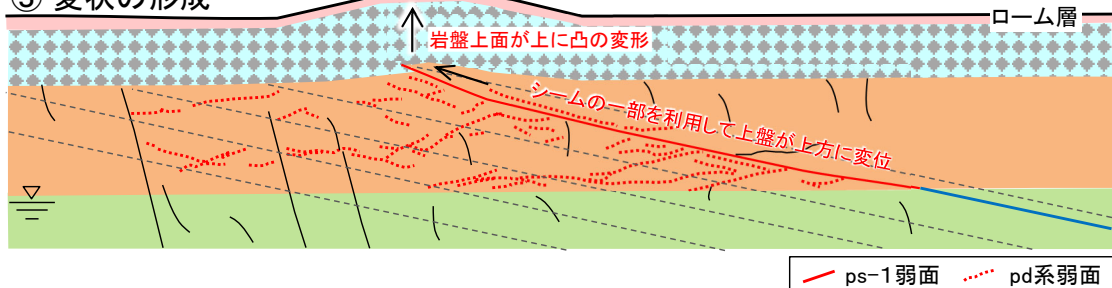 変状の形成
ローム層
岩盤上面が上に凸の変形
シームの一部を利用して上盤が上方に変位
ps-1弱面
pd系弱面